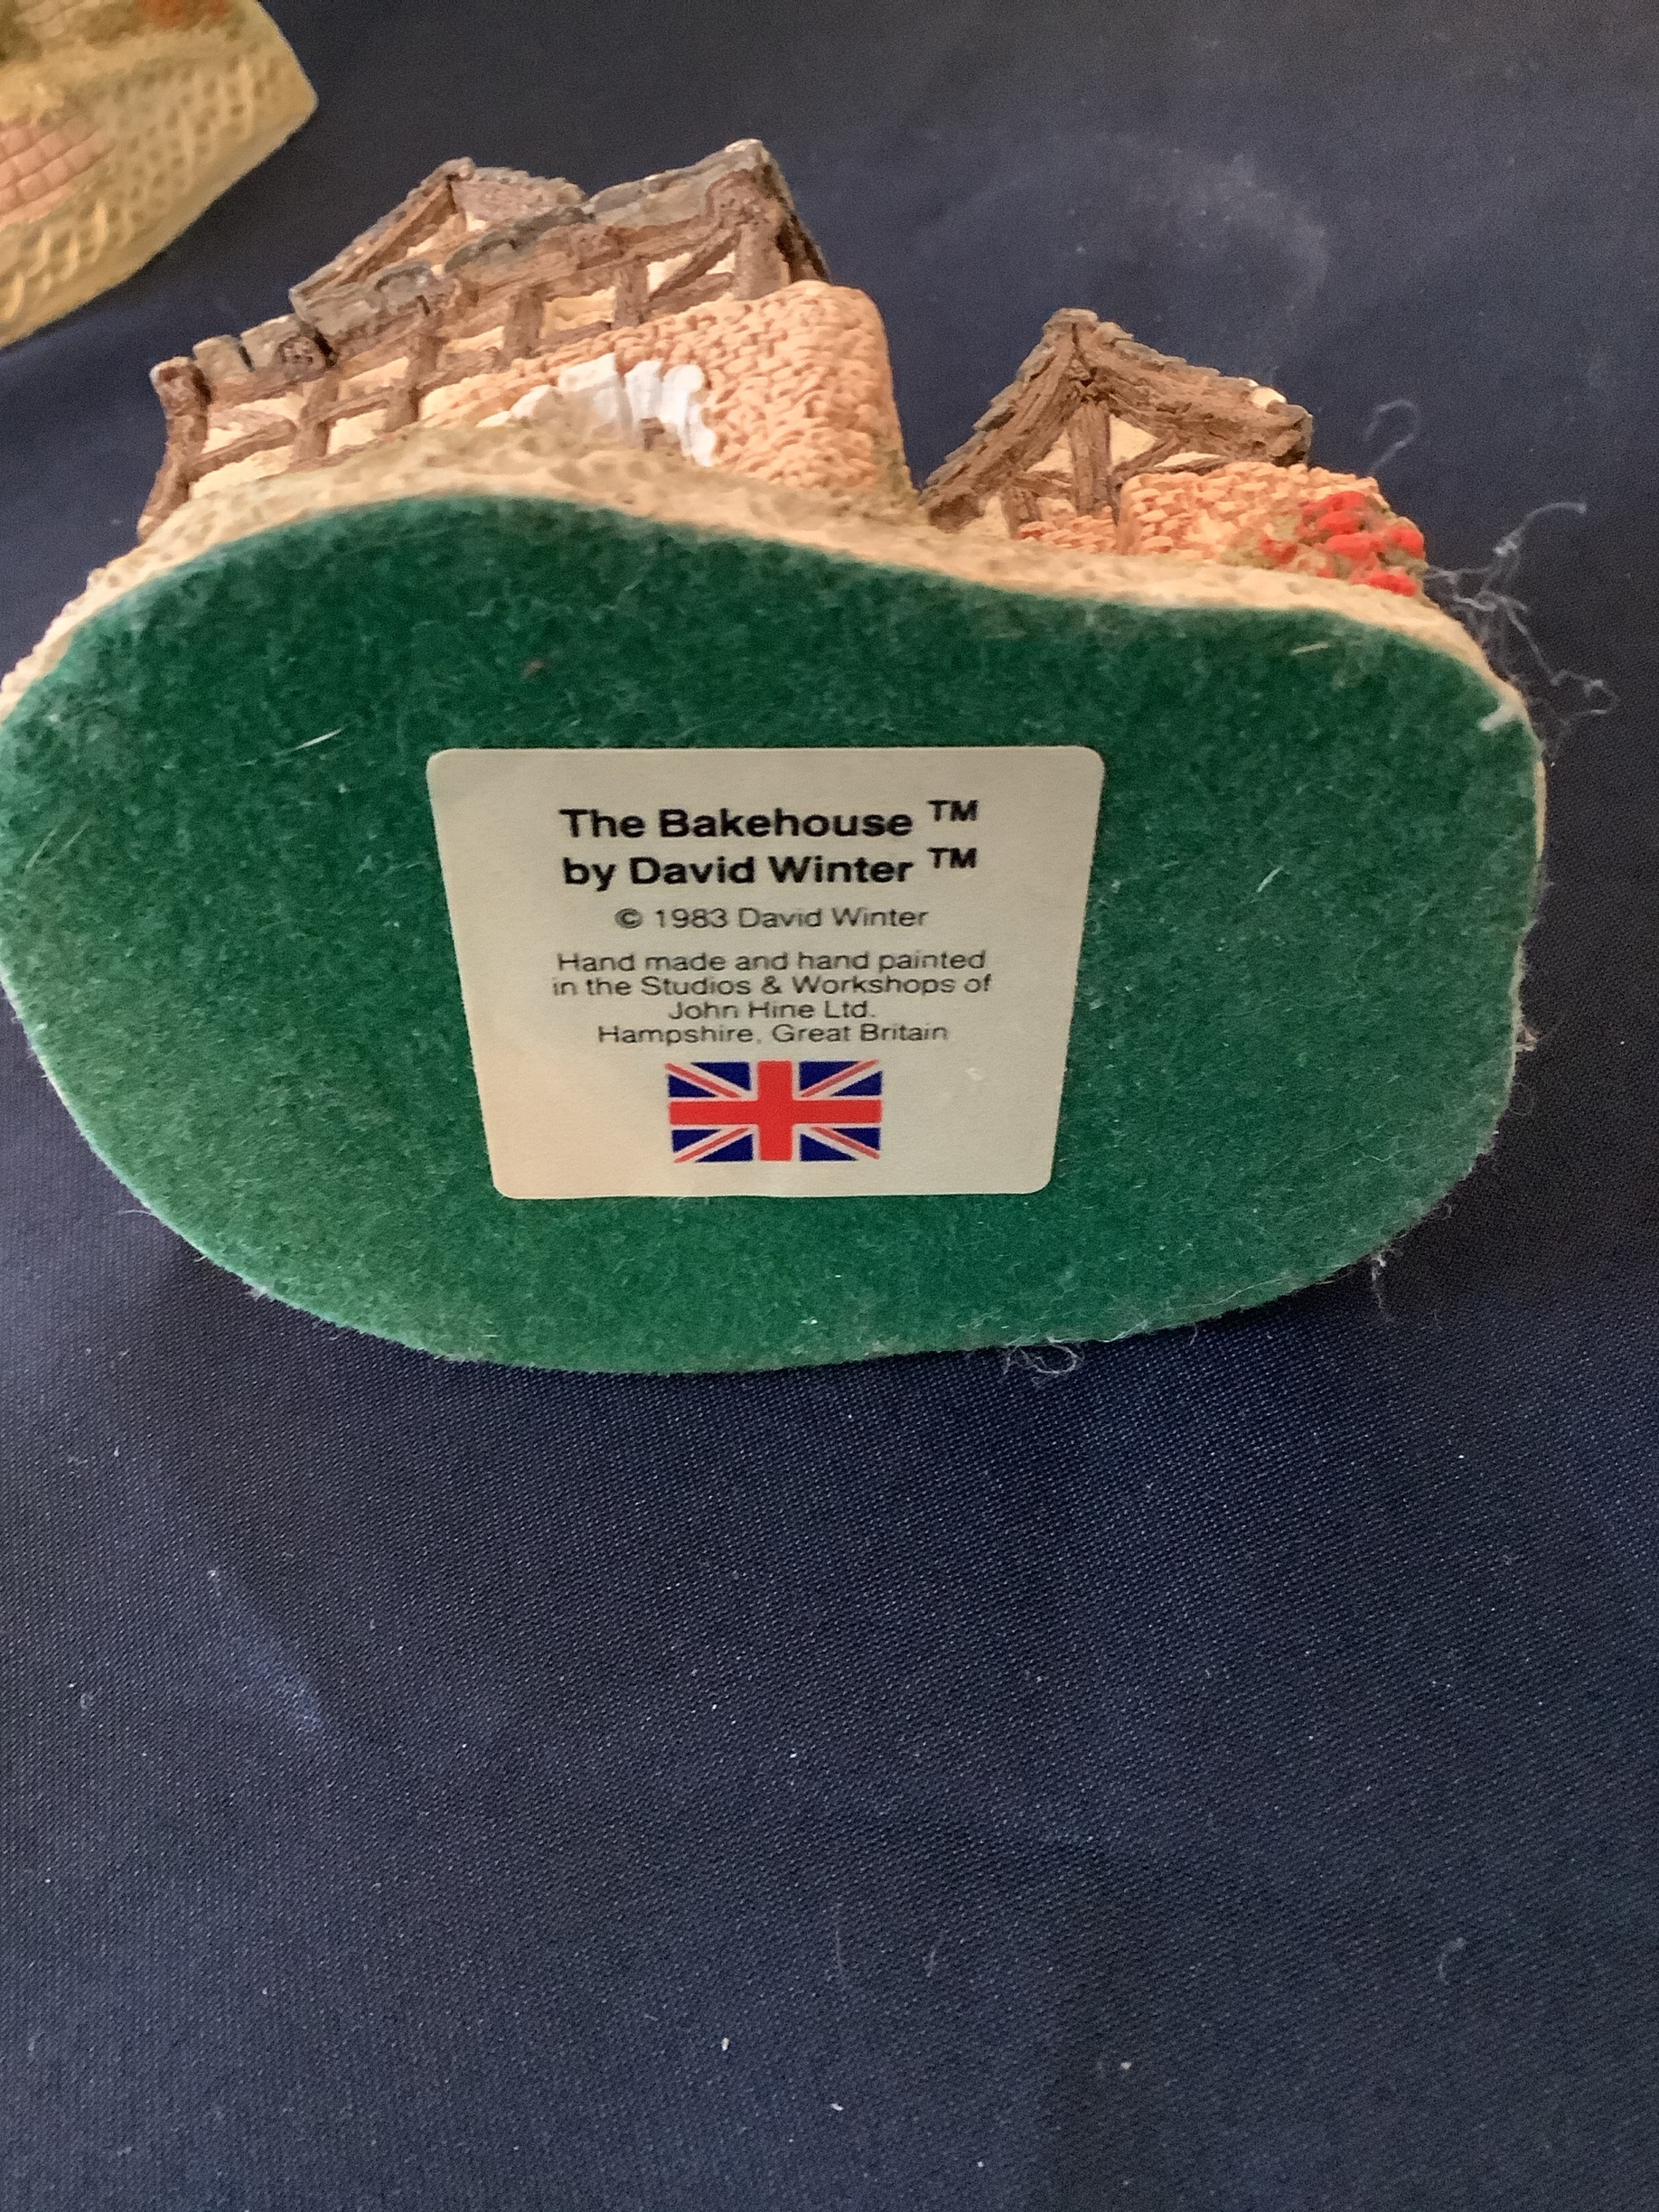 The Bakehouse ™
by David Winter ™
© 1983 David Winter
Hand made and hand painted
in the Studios & Workshops of
John Hine Ltd.
Hampshire, Great Britain